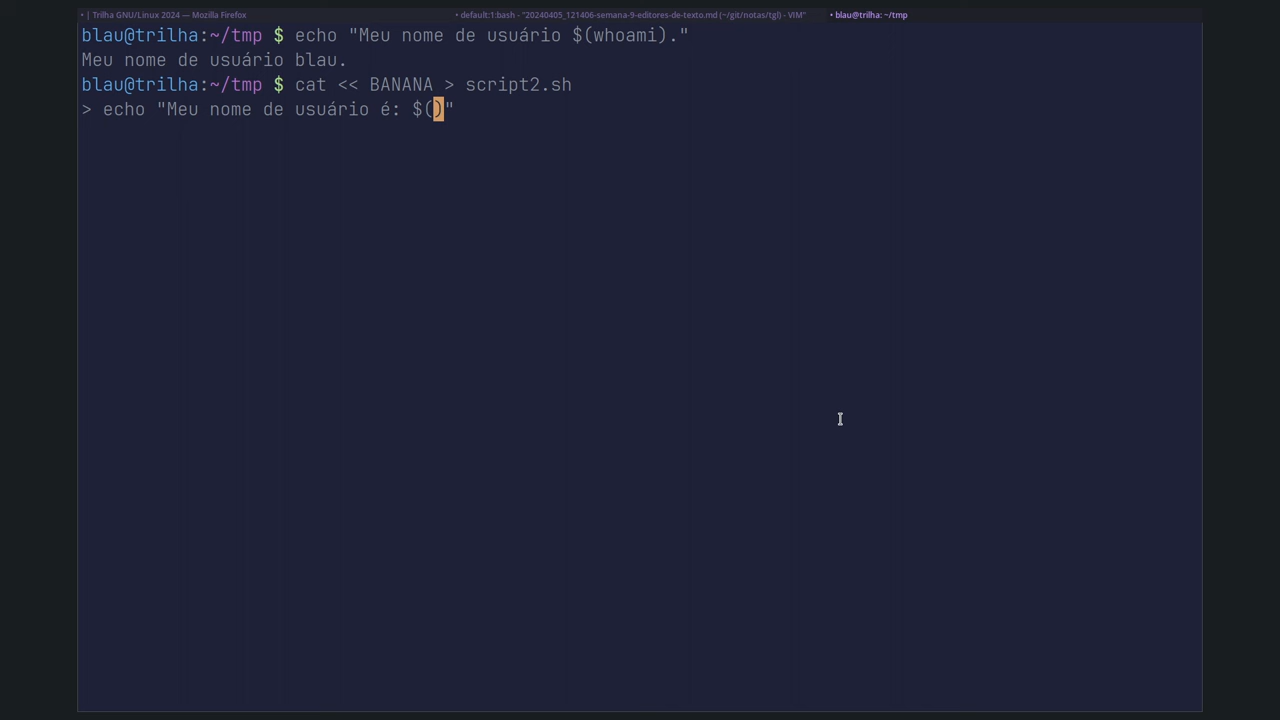 • | Trilha GNU/Linux 2024 — Mozilla Firefox • default:1:bash - "20240405_121406-semana-9-editores-de-texto.md (~/git/notas/tgl) - VIM" • blau@trilha: ~/tmp
blau@trilha:~/tmp $ echo "Meu nome de usuário $(whoami)."
Meu nome de usuário blau.
blau@trilha:~/tmp $ cat << BANANA > script2.sh
> echo "Meu nome de usuário é: $()"